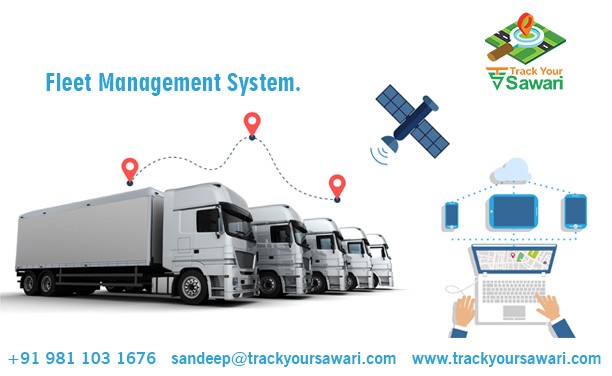 Track Your
Sawari
Fleet Management System.
+91 981 103 1676 sandeep@trackyoursawari.com www.trackyoursawari.com